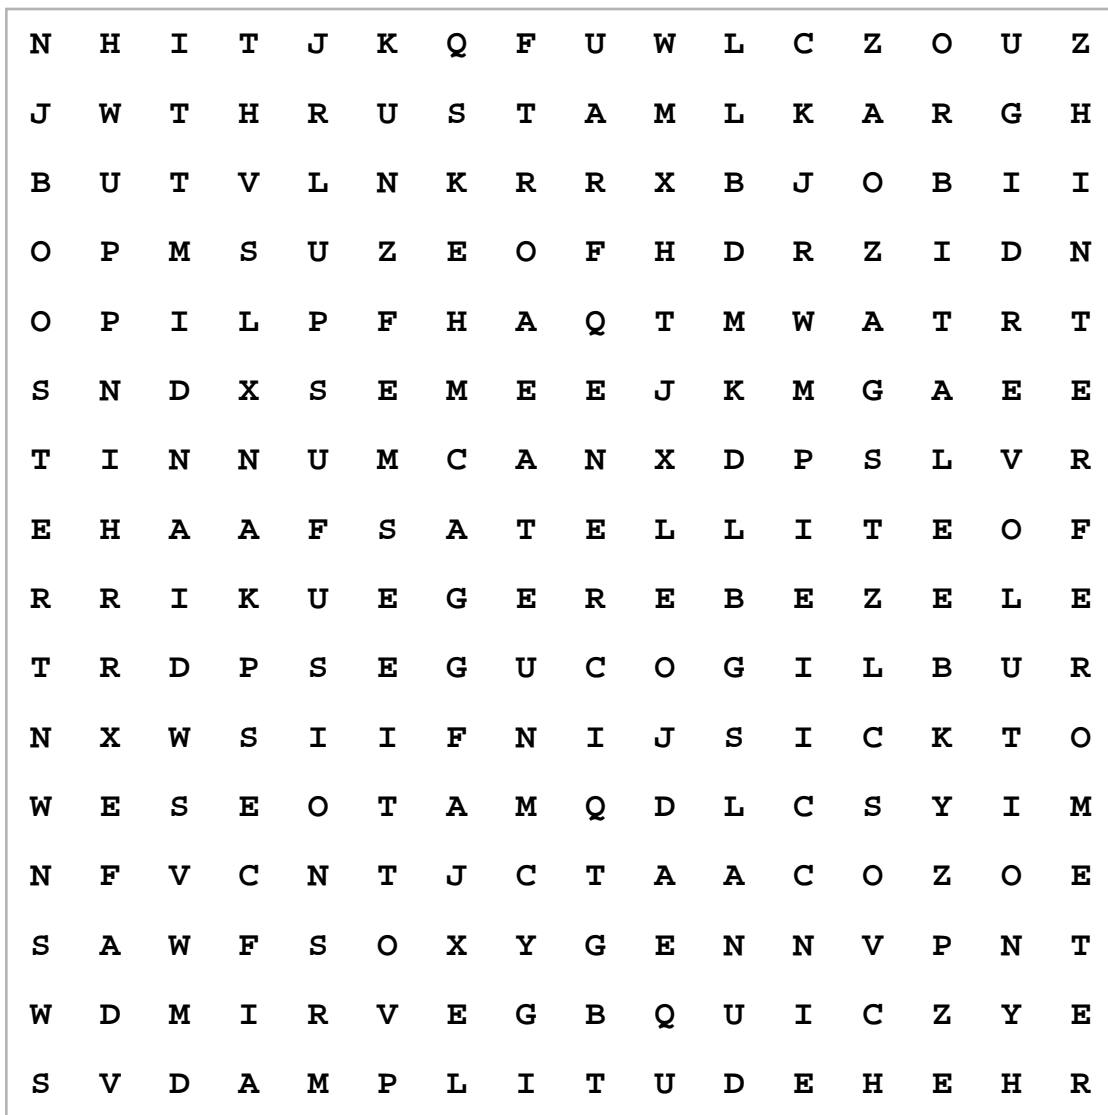 N H I T J K Q F U W L C Z O U Z
J W T H R U S T A M L K A R G H
B U T V L N K R R X B J O B I I
O P M S U Z E O F H D R Z I D N
O P I L P F H A Q T M W A T R T
S N D X S E M E E J K M G A E E
T I N N U M C A N X D P S L V R
E H A A F S A T E L L I T E O F
R R I K U E G E R E B E Z E L E
T R D P S E G U C O G I L B U R
N X W S I I F N I J S I C K T O
W E S E O T A M Q D L C S Y I M
N F V C N T J C T A A C O Z O E
S A W F S O X Y G E N N V P N T
W D M I R V E G B Q U I C Z Y E
S V D A M P L I T U D E H E H R